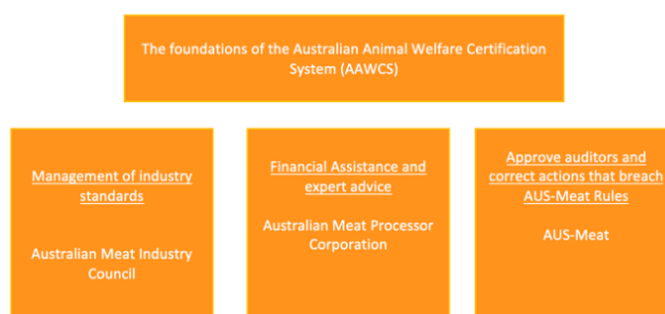 The foundations of the Australian Animal Welfare Certification
System (AAWCS)
Management of industry
standards
Australian Meat Industry
Council
Financial Assistance and
expert advice
Australian Meat Processor
Corporation
Approve auditors and
correct actions that breach
AUS-Meat Rules
AUS-Meat